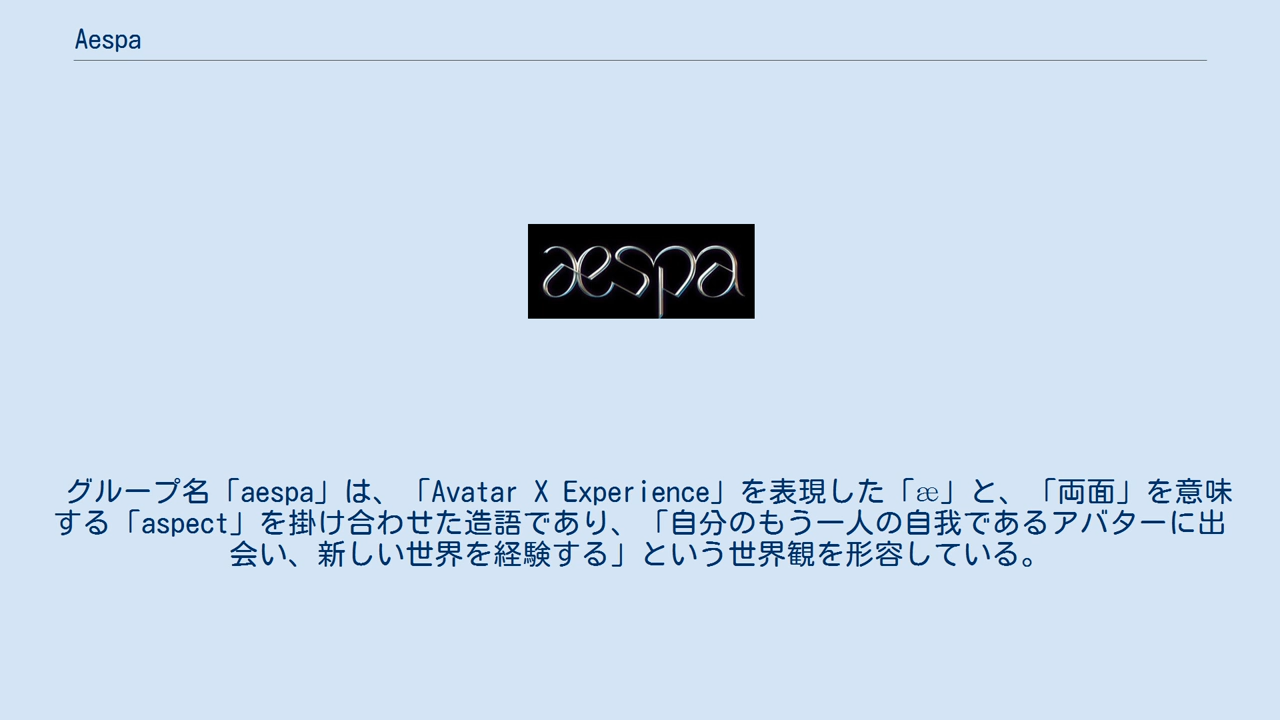 Aespa
aespa
グループ名「aespa」は、「Avatar X Experience」を表現した「æ」と、「両面」を意味
する「aspect」を掛け合わせた造語であり、「自分のもう一人の自我であるアバターに出
会い、新しい世界を経験する」という世界観を形容している。